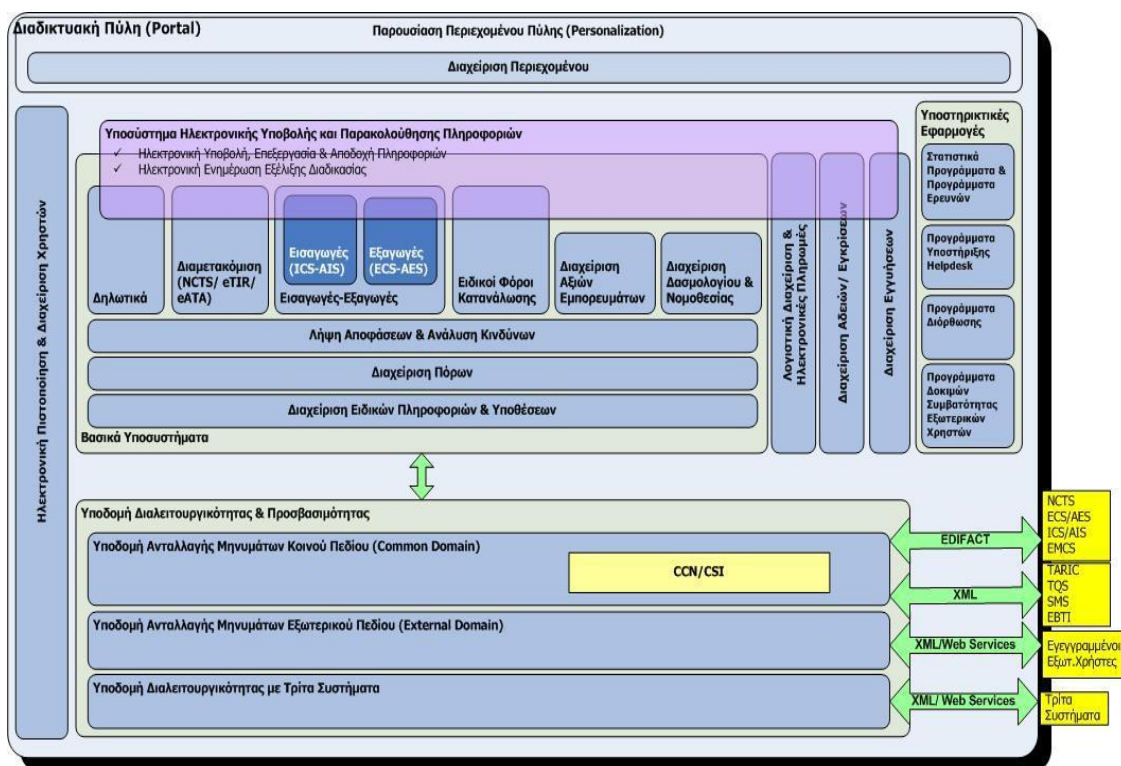 Διαδικτυακή Πύλη (Portal)
Παρουσίαση Περιεχομένου Πύλης (Personalization)
Διαχείριση Περιεχομένου
Ηλεκτρονική Πιστοποίηση & Διαχείριση Χρηστών
Υποσύστημα Ηλεκτρονικής Υποβολής και Παρακολούθησης Πληροφοριών
✓ Ηλεκτρονική Υποβολή, Επεξεργασία & Αποδοχή Πληροφοριών
✓ Ηλεκτρονική Ενημέρωση Εξέλιξης Διαδικασίας
Δηλωτικά
Διαμετακόμιση
(NCTS/ eTIR/
eATA)
Εισαγωγές
(ICS-AIS)
Εξαγωγές
(ECS-AES)
Εισαγωγές-Εξαγωγές
Ειδικοί Φόροι
Κατανάλωσης
Διαχείριση
Αξιών
Εμπορευμάτων
Διαχείριση
Δασμολογίου &
Νομοθεσίας
Λήψη Αποφάσεων & Ανάλυση Κινδύνων
Διαχείριση Πόρων
Διαχείριση Ειδικών Πληροφοριών & Υποθέσεων
Βασικά Υποσυστήματα
Λογιστική Διαχείριση &
Ηλεκτρονικές Πληρωμές
Διαχείριση Αδειών/ Εγκρίσεων
Διαχείριση Εγγυήσεων
Υποστηρικτικές
Εφαρμογές
Στατιστικά
Προγράμματα &
Προγράμματα
Ερευνών
Προγράμματα
Υποστήριξης
Helpdesk
Προγράμματα
Διόρθωσης
Προγράμματα
Δοκιμών
Συμβατότητας
Εξωτερικών
Χρηστών
Υποδομή Διαλειτουργικότητας & Προσβασιμότητας
Υποδομή Ανταλλαγής Μηνυμάτων Κοινού Πεδίου (Common Domain)
CCN/CSI
Υποδομή Ανταλλαγής Μηνυμάτων Εξωτερικού Πεδίου (External Domain)
Υποδομή Διαλειτουργικότητας με Τρίτα Συστήματα
EDIFACT
XML
XML/Web Services
XML/ Web Services
NCTS
ECS/AES
ICS/AIS
EMCS
TARIC
TQS
SMS
EBTI
Εγεγγραμμένοι
Εξωτ.Χρήστες
Τρίτα
Συστήματα